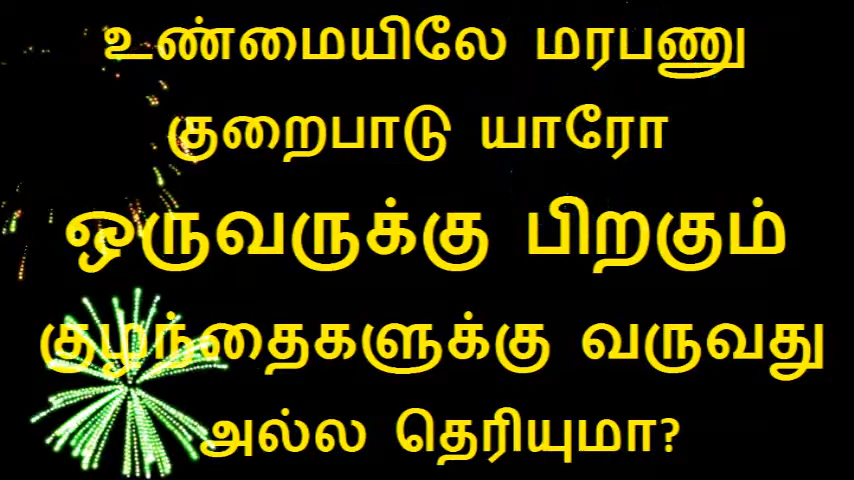 உண்மையிலே மரபணு
குறைபாடு யாரோ
ஒருவருக்கு பிறகும்
குழந்தைகளுக்கு வருவது
அல்ல தெரியுமா?